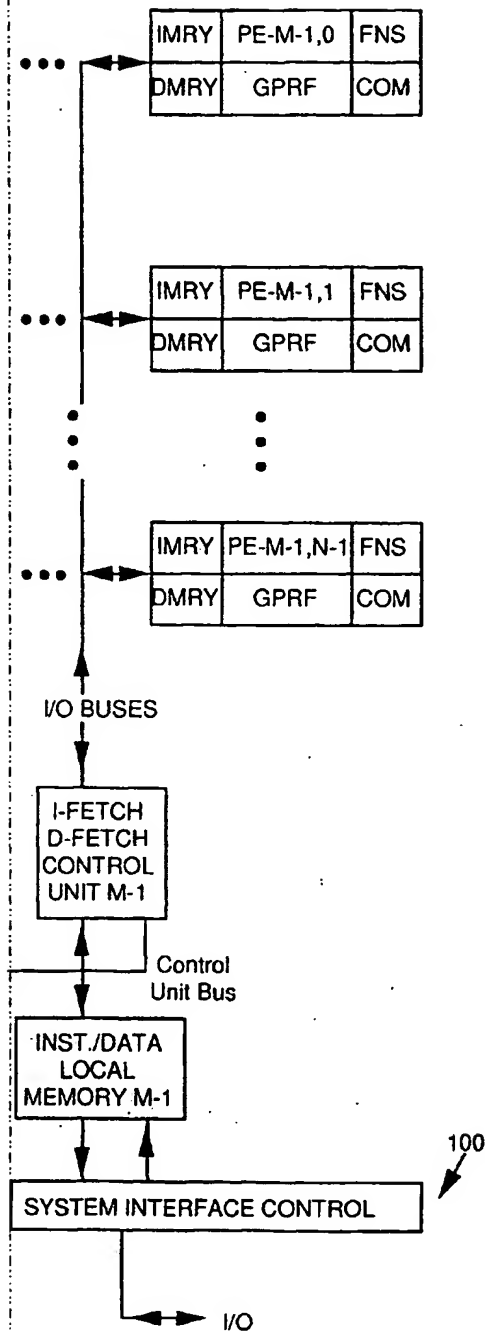 IMRY PE-M-1,0 FNS
DMRY GPRF COM
IMRY PE-M-1,1 FNS
DMRY GPRF COM
IMRY PE-M-1,N-1 FNS
DMRY GPRF COM
I/O BUSES
I-FETCH
D-FETCH
CONTROL
UNIT M-1
Control
Unit Bus
INST./DATA
LOCAL
MEMORY M-1
100
SYSTEM INTERFACE CONTROL
I/O